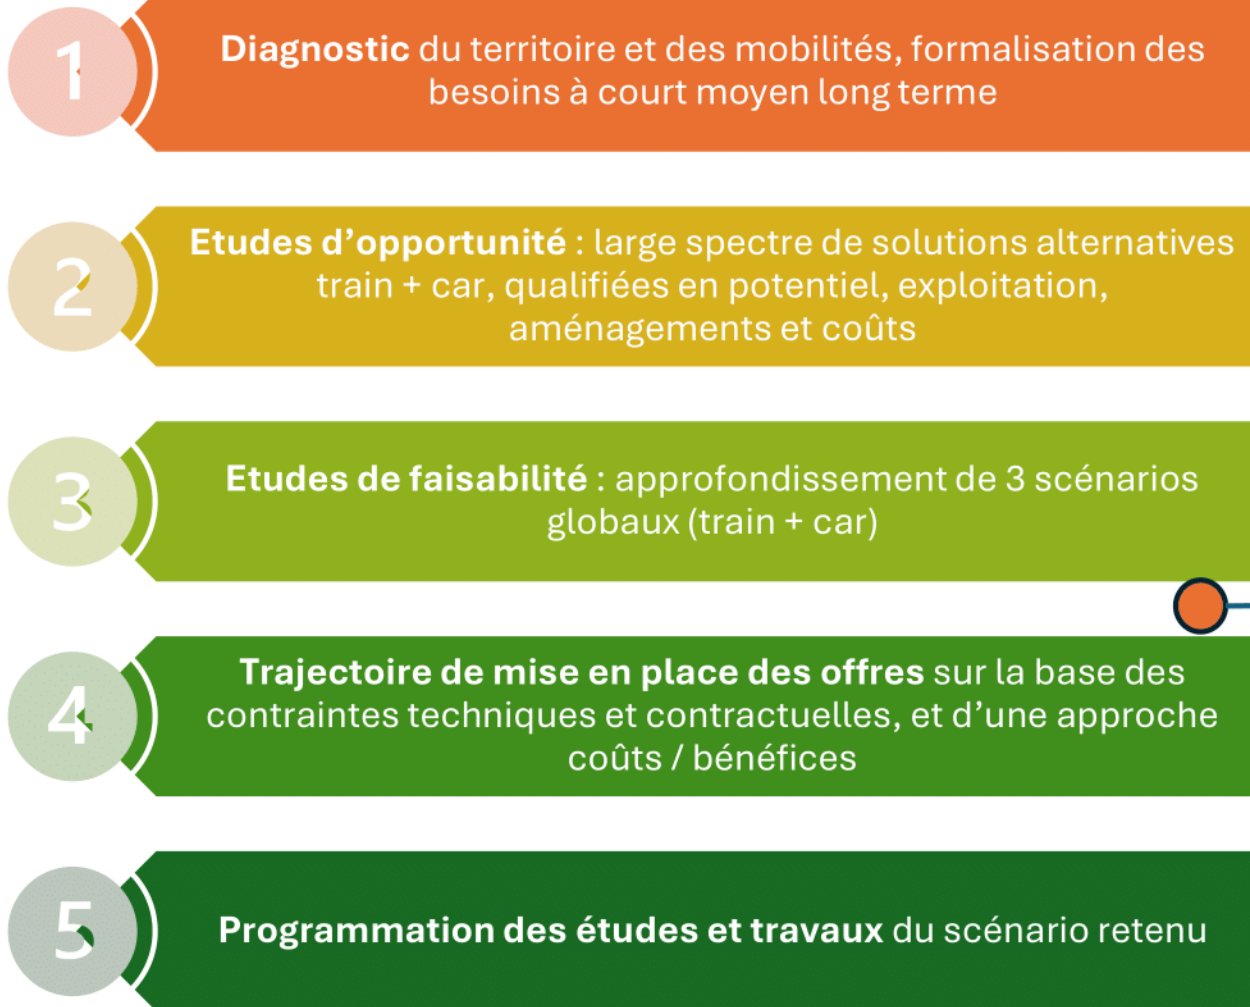 1
Diagnostic du territoire et des mobilités, formalisation des
besoins à court moyen long terme
2
Etudes d’opportunité : large spectre de solutions alternatives
train + car, qualifiées en potentiel, exploitation,
aménagements et coûts
3
Etudes de faisabilité : approfondissement de 3 scénarios
globaux (train + car)
4
Trajectoire de mise en place des offres sur la base des
contraintes techniques et contractuelles, et d’une approche
coûts / bénéfices
5
Programmation des études et travaux du scénario retenu